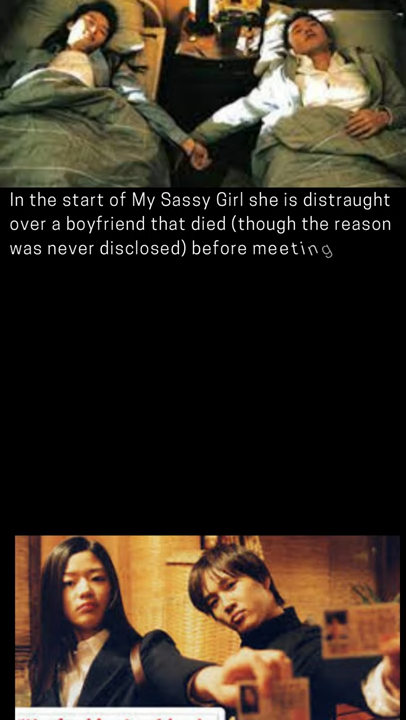 In the start of My Sassy Girl she is distraught
over a boyfriend that died (though the reason
was never disclosed) before meeting